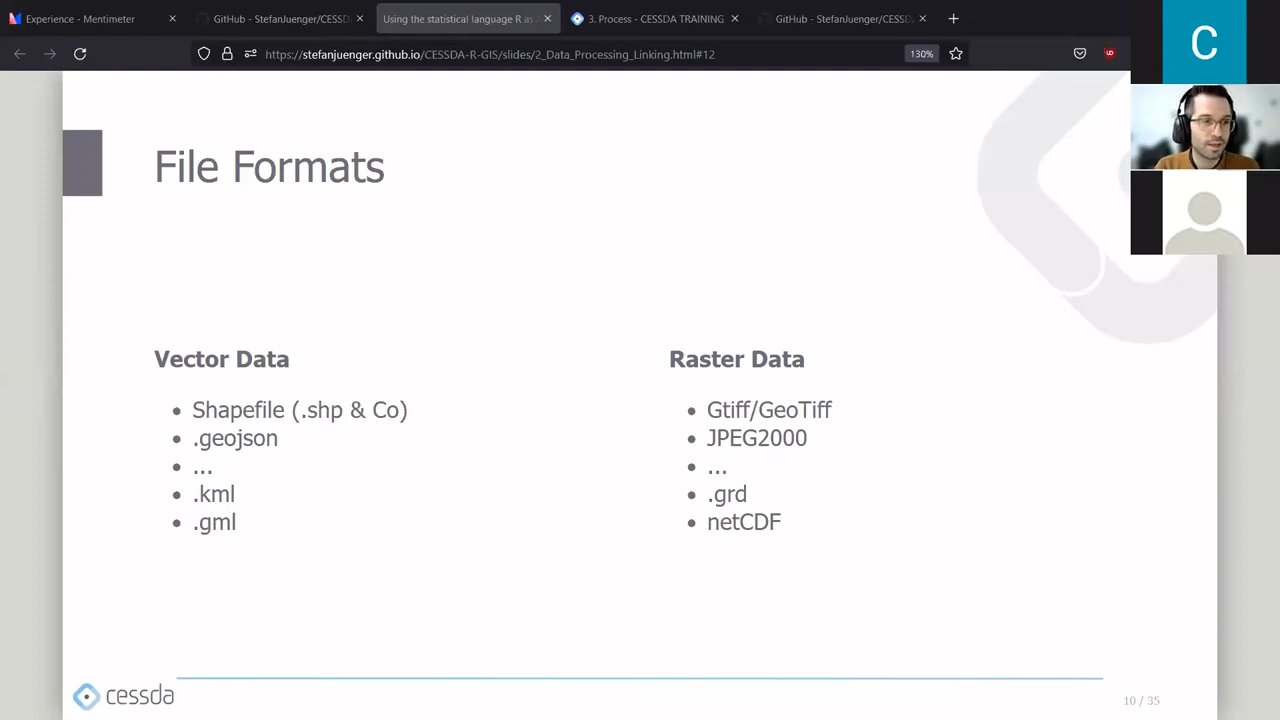 Experience - Mentimeter
GitHub - StefanJuenger/CESSD
Using the statistical language R as
3. Process - CESSDA TRAINING
GitHub - StefanJuenger/CESSDA
https://stefanjuenger.github.io/CESSDA-R-GIS/slides/2_Data_Processing_Linking.html#12
130%
C
File Formats
Vector Data
Shapefile (.shp & Co)
.geojson
...
.kml
.gml
Raster Data
Gtiff/GeoTiff
JPEG2000
...
.grd
netCDF
cessda
10 / 35